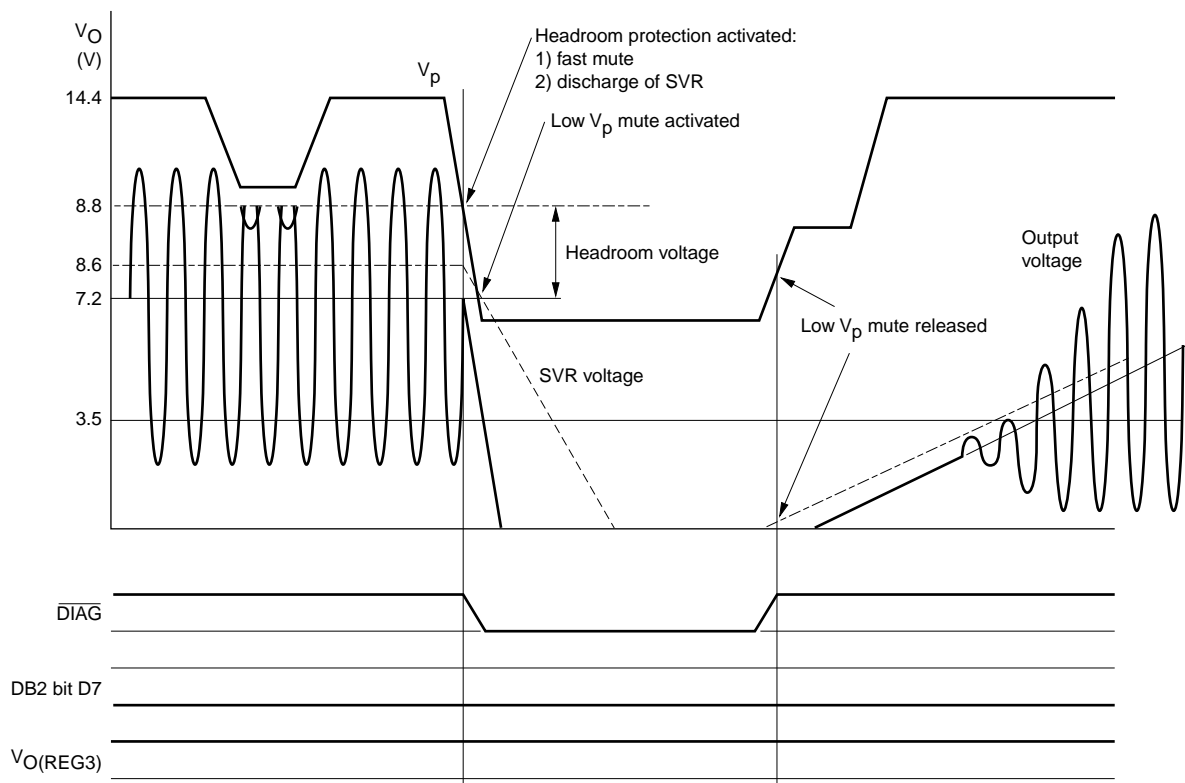 VO
(V)
Vp
Headroom protection activated:
1) fast mute
2) discharge of SVR
14.4
Low Vp mute activated
8.8
Headroom voltage
Output
voltage
8.6
7.2
Low Vp mute released
SVR voltage
3.5
DIAG
DB2 bit D7
VO(REG3)